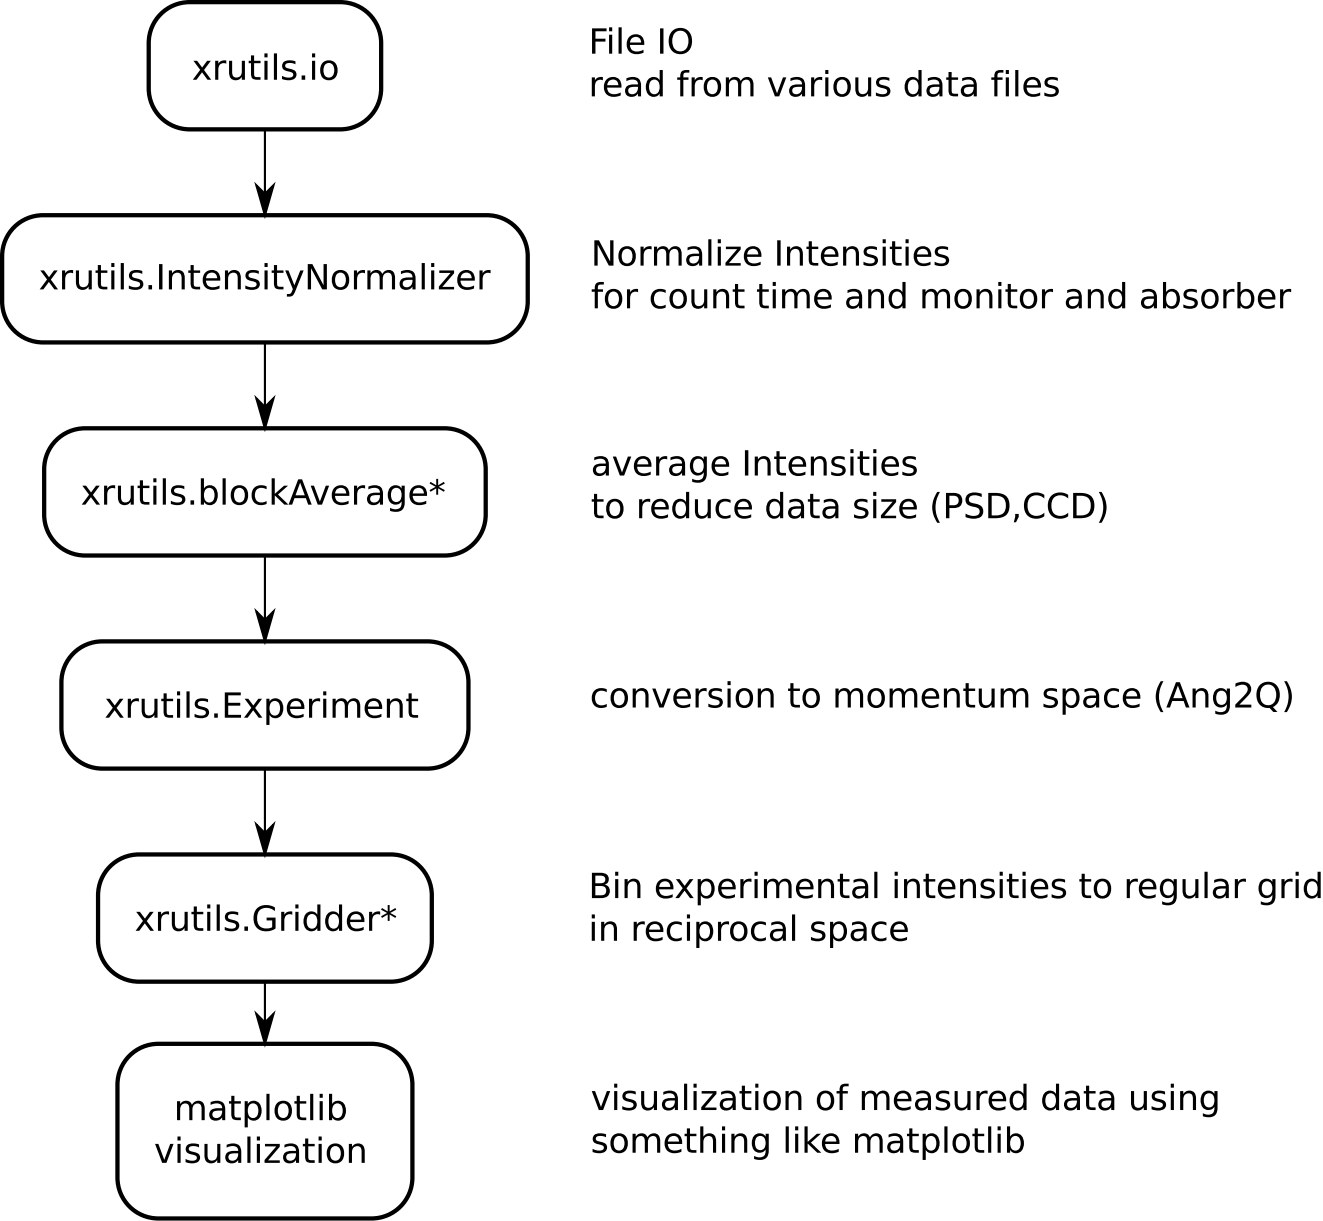 xrutils.io
File IO
read from various data files
xrutils.IntensityNormalizer
Normalize Intensities
for count time and monitor and absorber
xrutils.blockAverage*
average Intensities
to reduce data size (PSD,CCD)
xrutils.Experiment
conversion to momentum space (Ang2Q)
xrutils.Gridder*
Bin experimental intensities to regular grid
in reciprocal space
matplotlib
visualization
visualization of measured data using
something like matplotlib